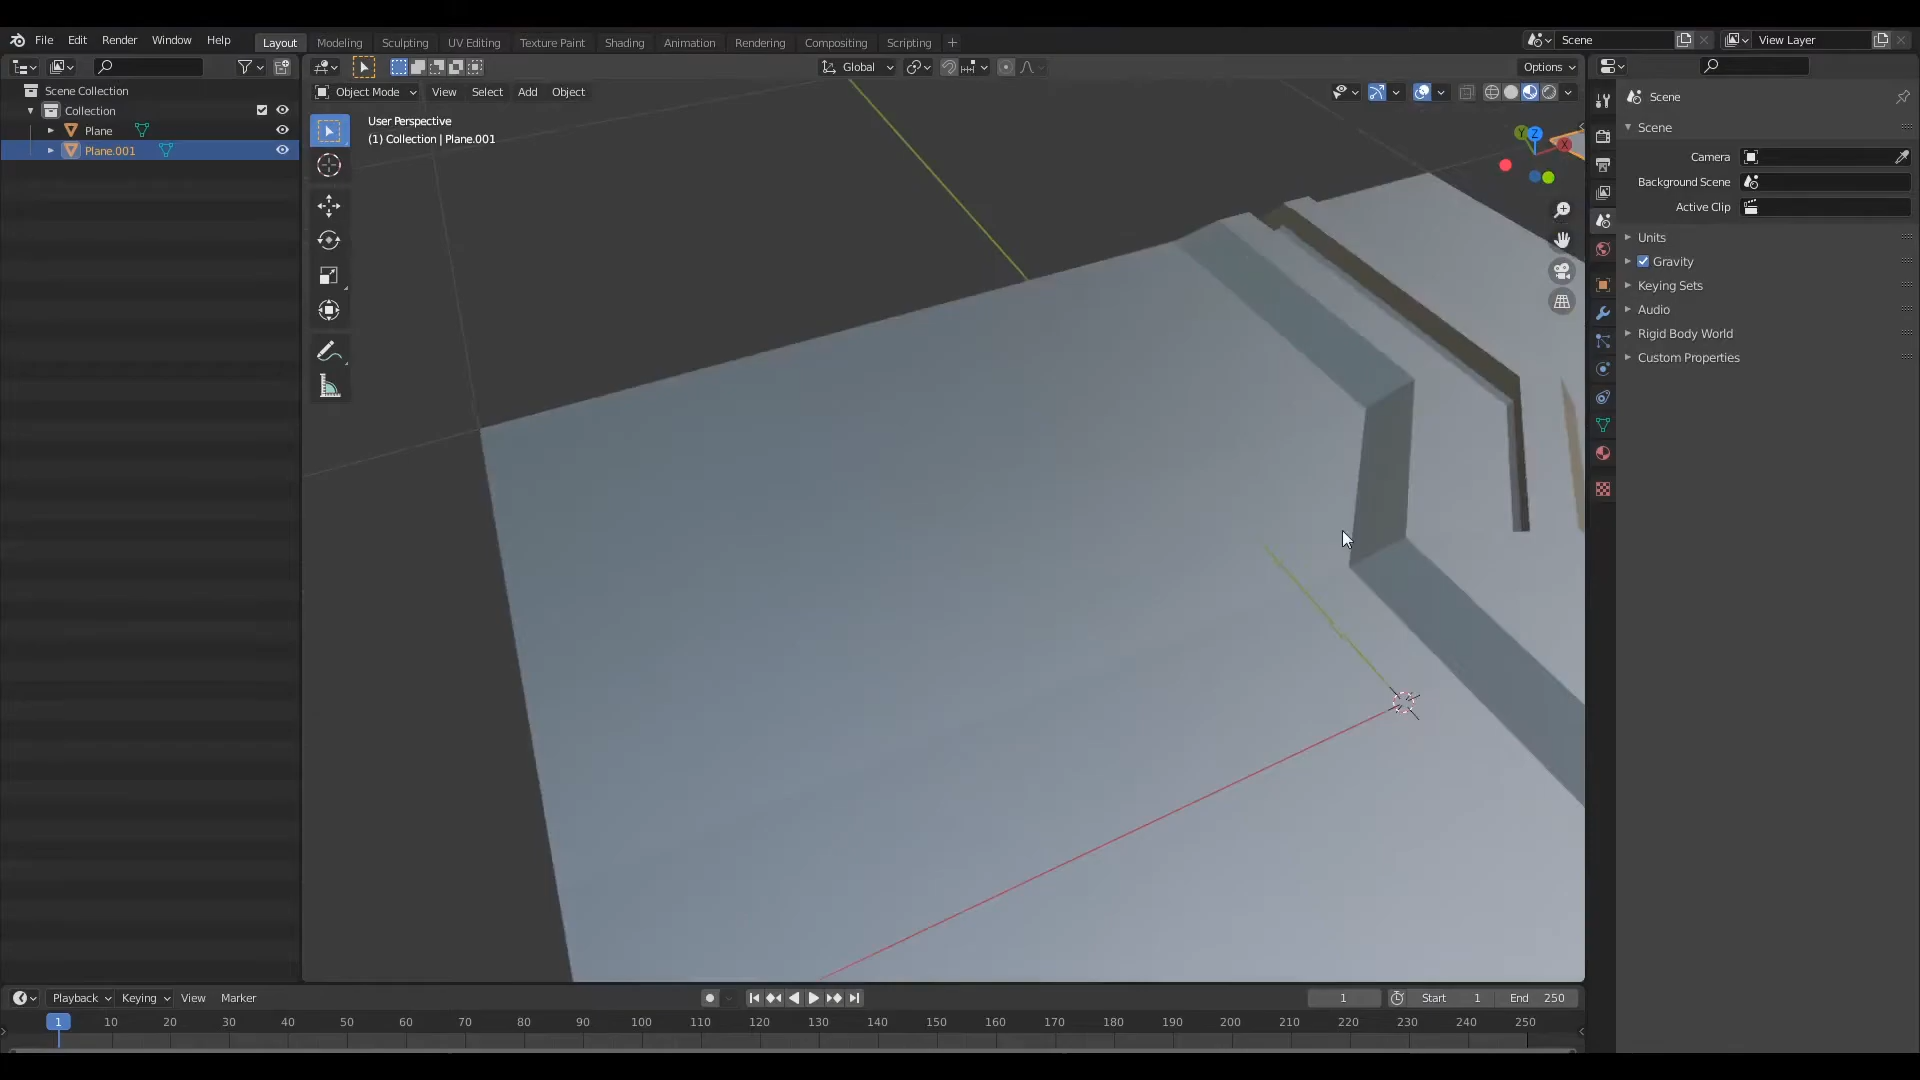 File Edit Render Window Help
Layout Modeling Sculpting UV Editing Texture Paint Shading Animation Rendering Compositing Scripting +
Scene
View Layer
Global
Options
Scene Collection
Object Mode View Select Add Object
Collection
Plane
Plane.001
User Perspective
(1) Collection | Plane.001
Y Z X
Scene
Scene
Camera
Background Scene
Active Clip
Units
Gravity
Keying Sets
Audio
Rigid Body World
Custom Properties
Playback Keying View Marker
1
Start 1 End 250
1 10 20 30 40 50 60 70 80 90 100 110 120 130 140 150 160 170 180 190 200 210 220 230 240 250